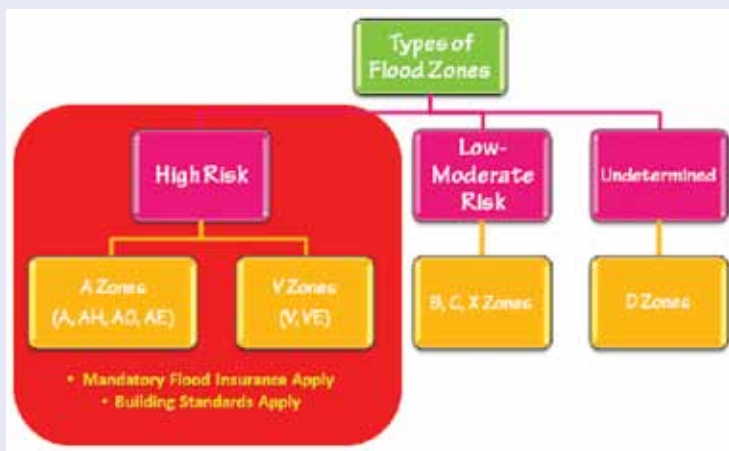 Types of
Flood Zones
High Risk
Low-
Moderate
Risk
Undetermined
A Zones
(A, AH, AO, AE)
V Zones
(V, VE)
B, C, X Zones
D Zones
• Mandatory Flood Insurance Apply
• Building Standards Apply